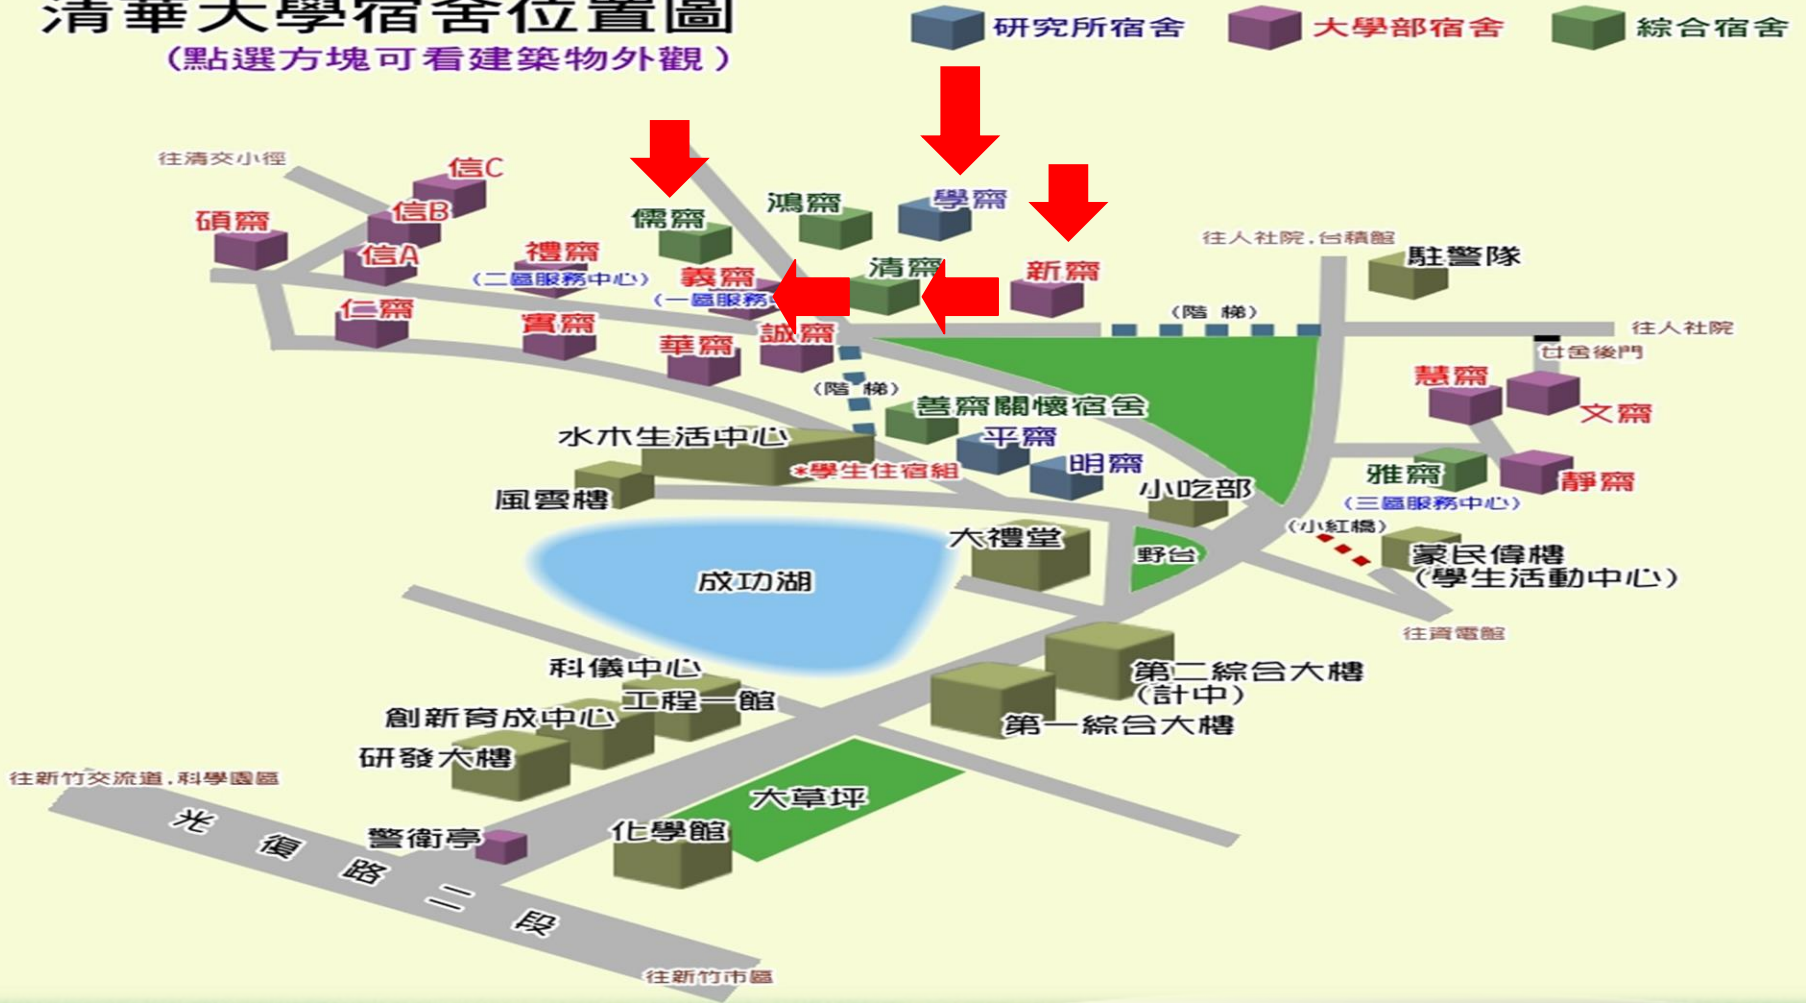 清華大學宿舍位置圖
(點選方塊可看建築物外觀)
研究所宿舍
大學部宿舍
綜合宿舍
往清交小徑
信C
信B
信A
碩齋
禮齋
(二區服務中心)
儒齋
鴻齋
學齋
義齋
(一區服務
清齋
新齋
往人社院.台積館
駐警隊
(階 梯)
往人社院
仁齋
實齋
華齋
誠齋
(階 梯)
女舍後門
慧齋
文齋
善齋關懷宿舍
平齋
明齋
水木生活中心
*學生住宿組
風雲樓
小吃部
雅齋
靜齋
(三區服務中心)
(小紅橋)
大禮堂
野台
蒙民偉樓
(學生活動中心)
成功湖
往資電館
科儀中心
工程一館
創新育成中心
研發大樓
第二綜合大樓
(計中)
第一綜合大樓
往新竹交流道.科學園區
大草坪
警衛亭
化學館
光復路二段
往新竹市區